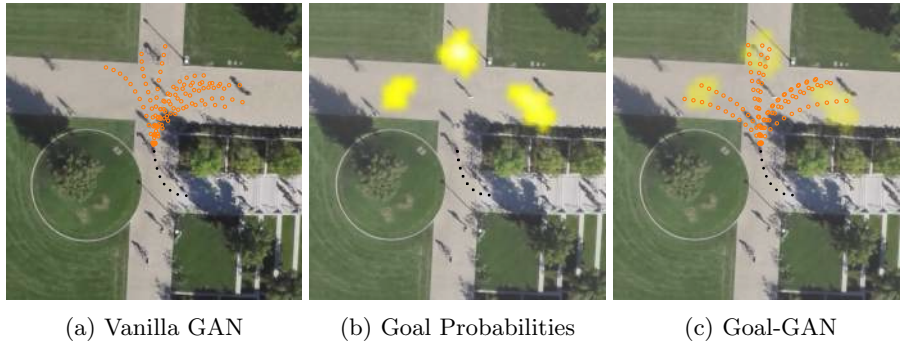 (a) Vanilla GAN
(b) Goal Probabilities
(c) Goal-GAN